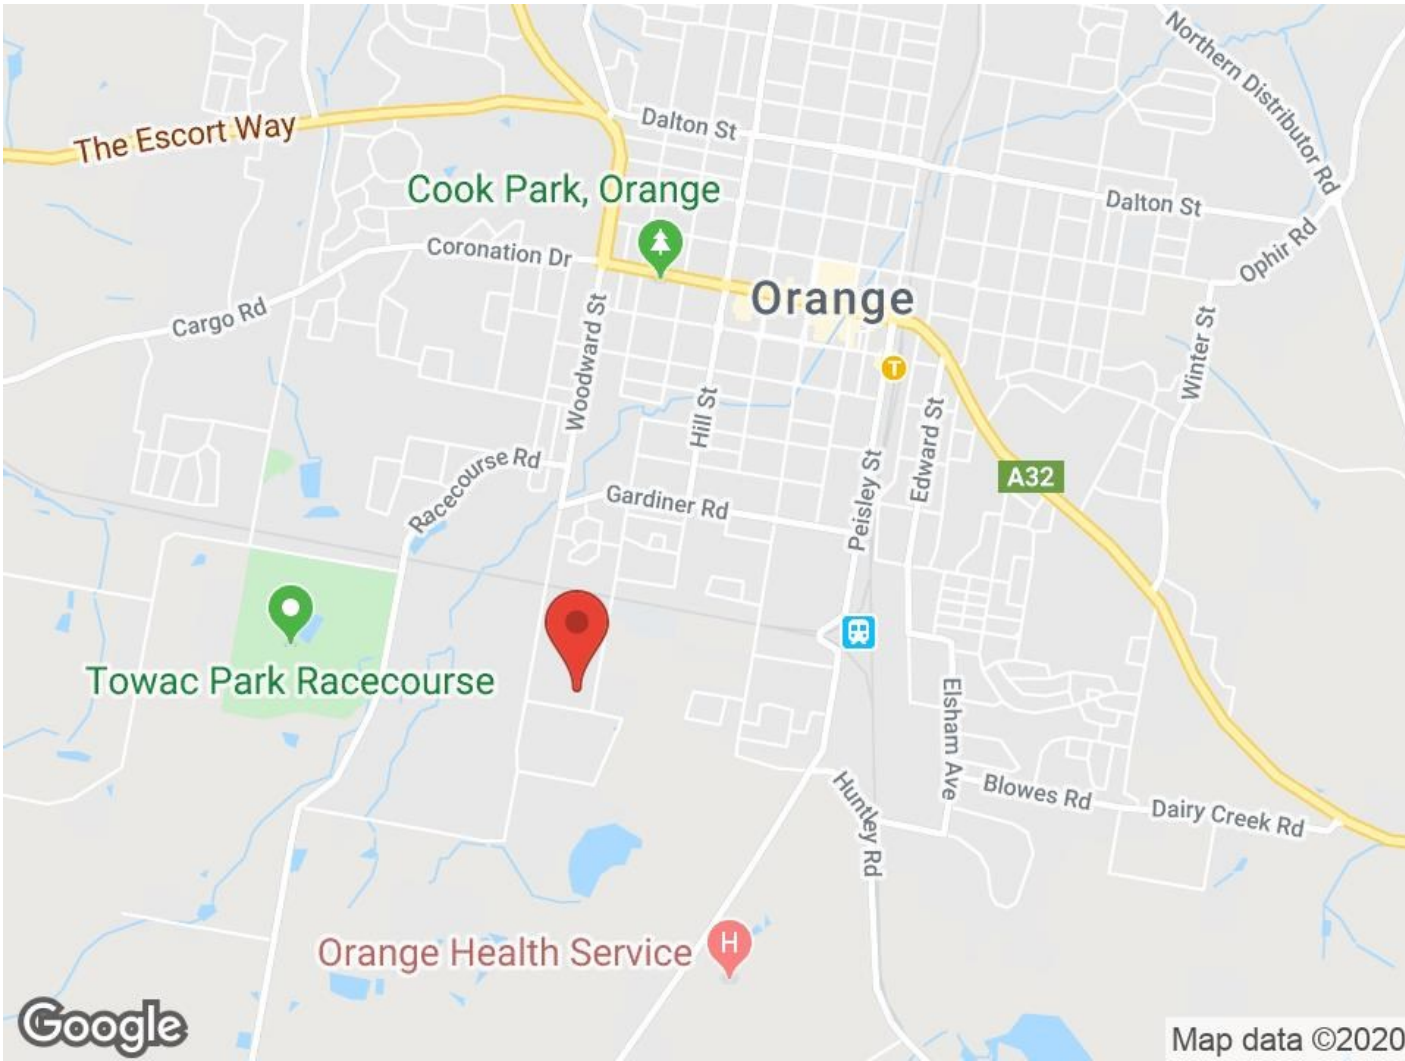 Northern Distributor Rd
The Escort Way
Dalton St
Cook Park, Orange
Dalton St
Ophir Rd
Coronation Dr
Cargo Rd
Orange
Woodward St
Winter St
T
Hill St
Edward St
Racecourse Rd
A32
Peisley St
Gardiner Rd
Towac Park Racecourse
Elsham Ave
Blowes Rd
Dairy Creek Rd
Huntley Rd
Orange Health Service
H
Google
Map data ©2020